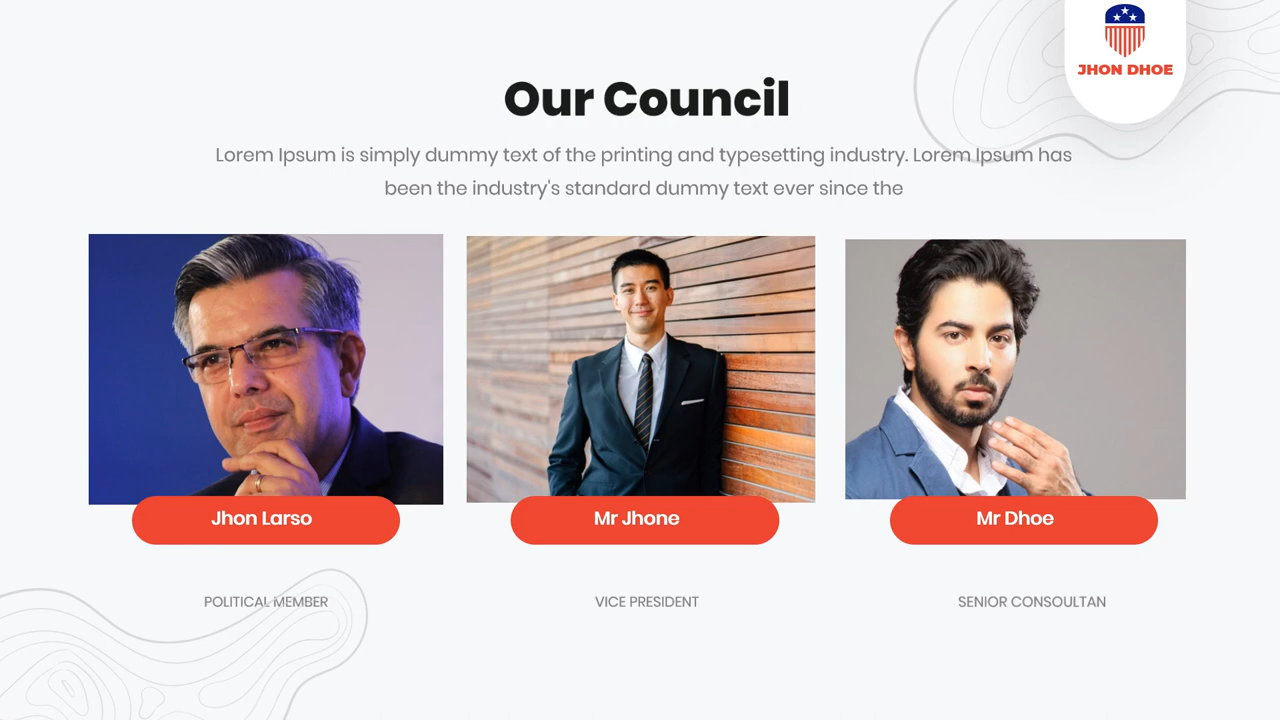 JHON DHOE
Our Council
Lorem Ipsum is simply dummy text of the printing and typesetting industry. Lorem Ipsum has
been the industry's standard dummy text ever since the
Jhon Larso
Mr Jhone
Mr Dhoe
POLITICAL MEMBER
VICE PRESIDENT
SENIOR CONSOULTAN